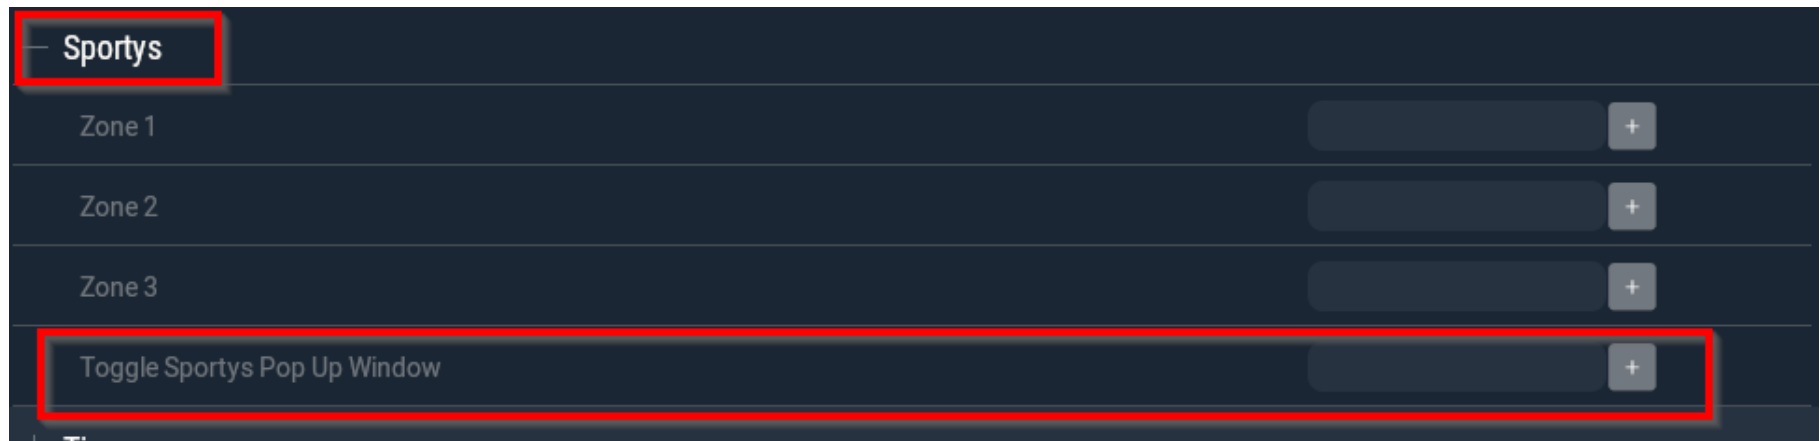 Sportys
Zone 1
+
Zone 2
+
Zone 3
+
Toggle Sportys Pop Up Window
+